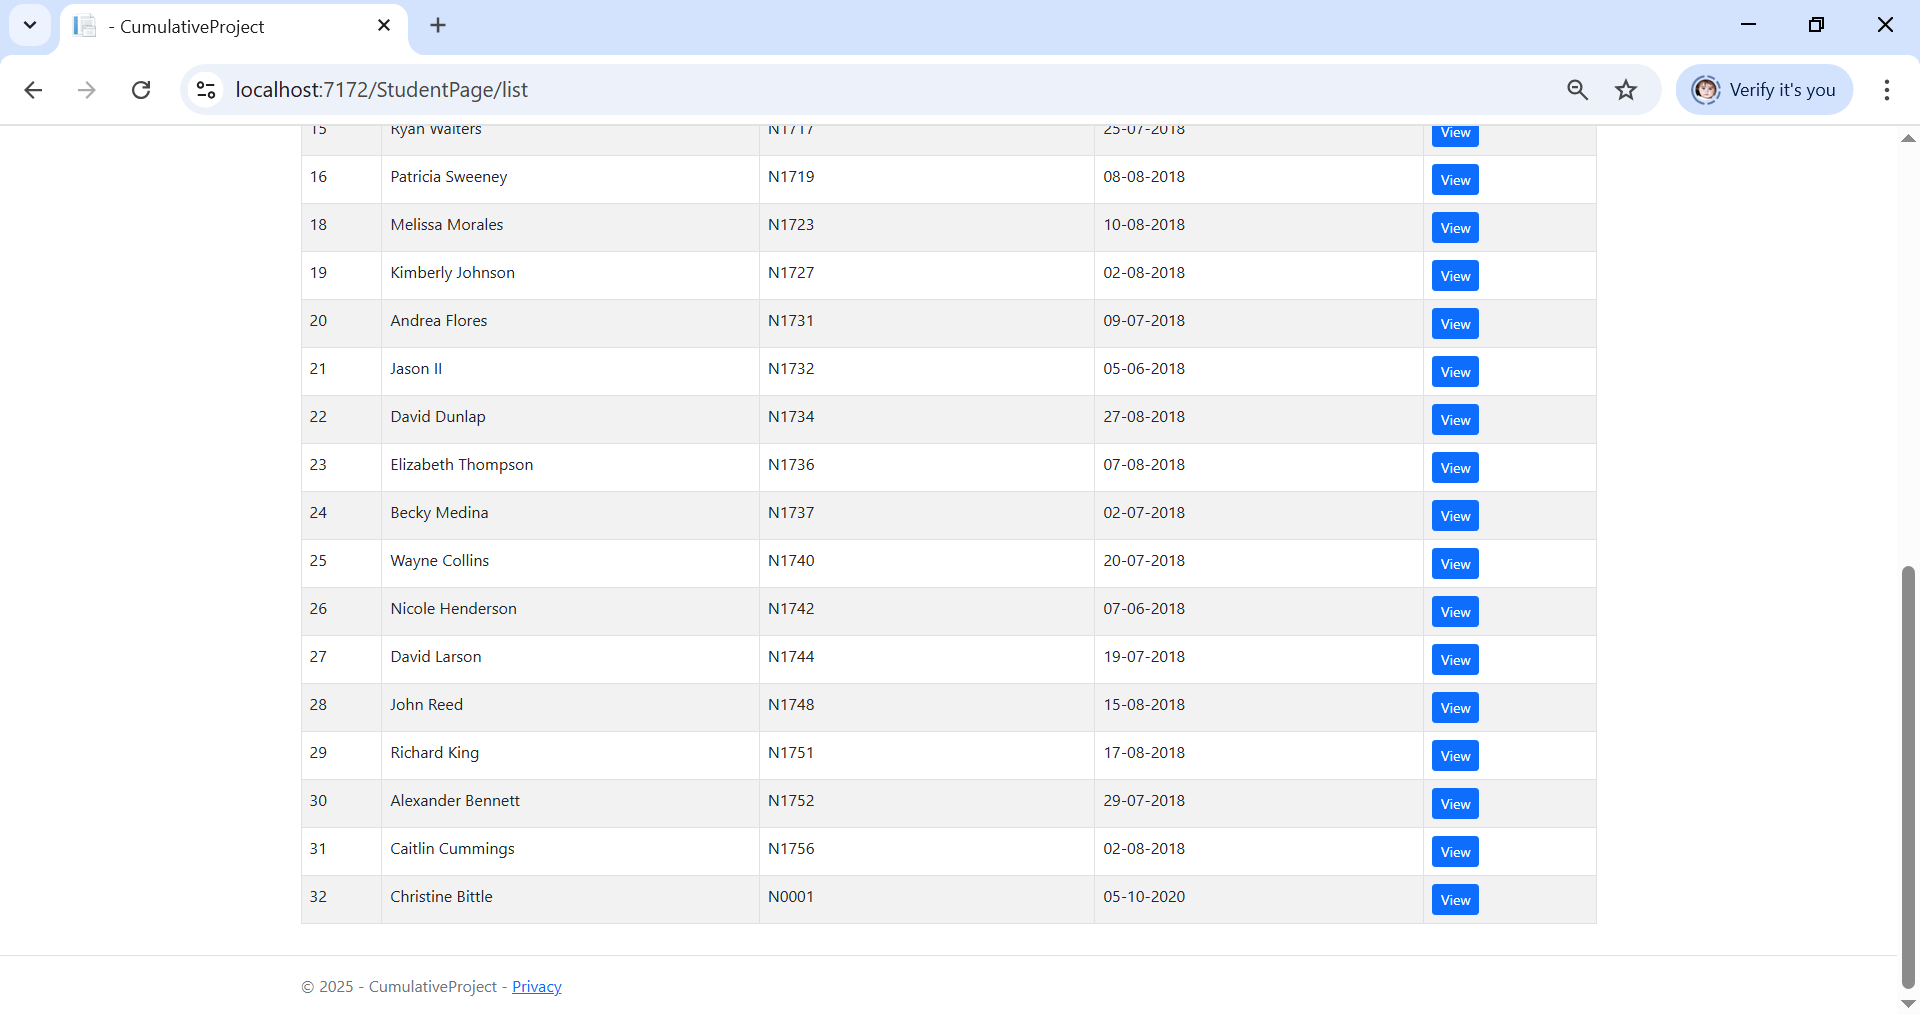 - CumulativeProject
localhost:7172/StudentPage/list
Verify it's you
15 Ryan Walters N1717 25-07-2018 View
16 Patricia Sweeney N1719 08-08-2018 View
18 Melissa Morales N1723 10-08-2018 View
19 Kimberly Johnson N1727 02-08-2018 View
20 Andrea Flores N1731 09-07-2018 View
21 Jason II N1732 05-06-2018 View
22 David Dunlap N1734 27-08-2018 View
23 Elizabeth Thompson N1736 07-08-2018 View
24 Becky Medina N1737 02-07-2018 View
25 Wayne Collins N1740 20-07-2018 View
26 Nicole Henderson N1742 07-06-2018 View
27 David Larson N1744 19-07-2018 View
28 John Reed N1748 15-08-2018 View
29 Richard King N1751 17-08-2018 View
30 Alexander Bennett N1752 29-07-2018 View
31 Caitlin Cummings N1756 02-08-2018 View
32 Christine Bittle N0001 05-10-2020 View
© 2025 - CumulativeProject - Privacy